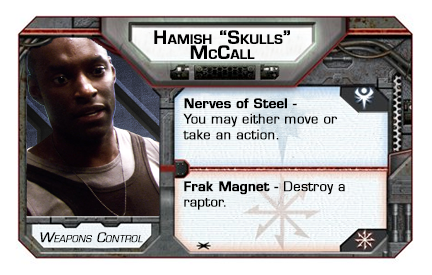 HAMISH "SKULLS"
MCCALL
Nerves of Steel -
You may either move or
take an action.
Frak Magnet - Destroy a
raptor.
WEAPONS CONTROL